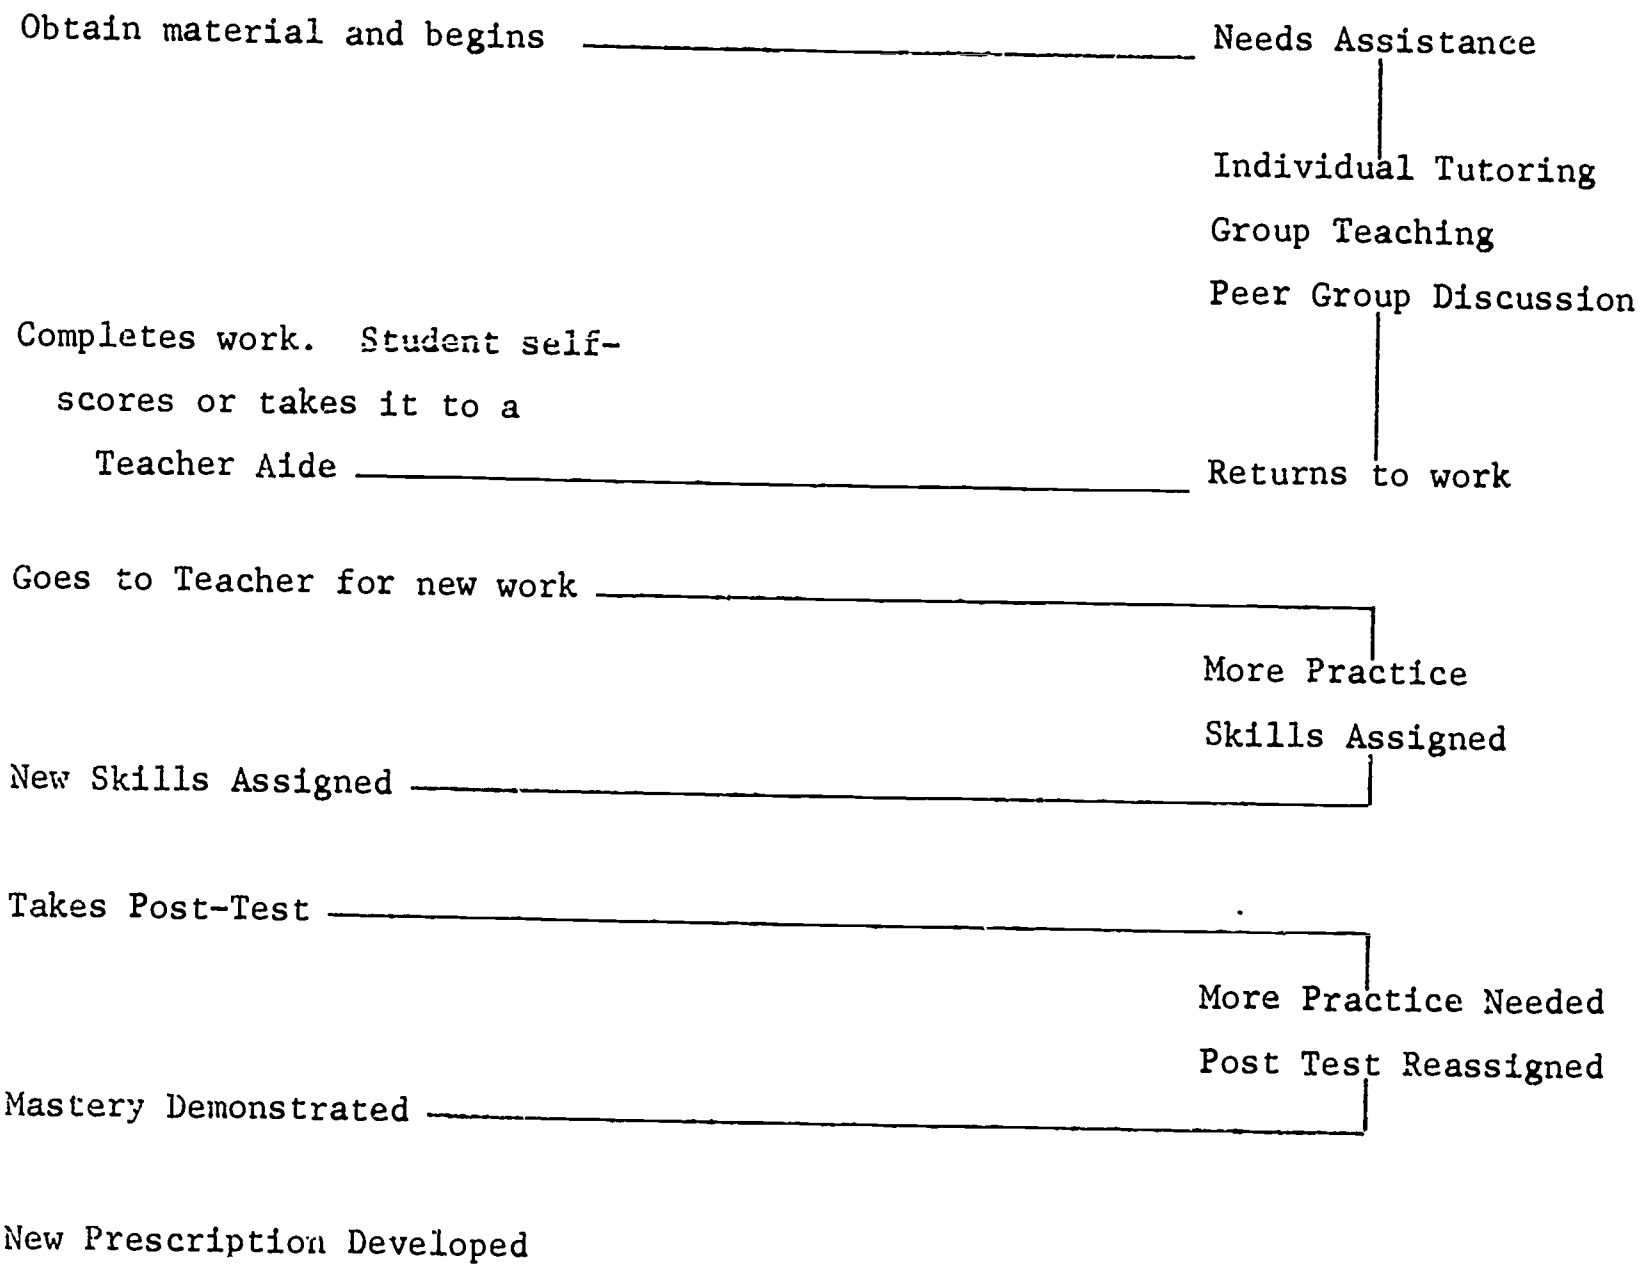 Obtain material and begins
Needs Assistance
Individual Tutoring
Group Teaching
Peer Group Discussion
Completes work. Student self-
scores or takes it to a
Teacher Aide
Returns to work
Goes to Teacher for new work
More Practice
Skills Assigned
New Skills Assigned
Takes Post-Test
More Practice Needed
Post Test Reassigned
Mastery Demonstrated
New Prescription Developed